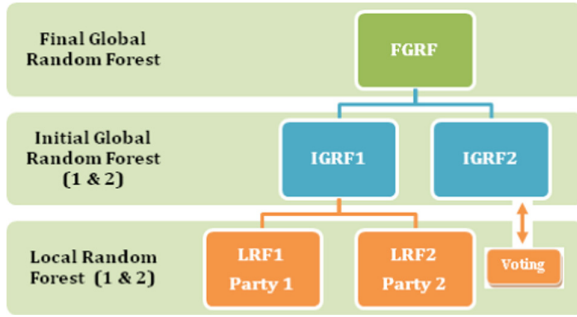 Final Global
Random Forest
FGRF
Initial Global
Random Forest
(1 & 2)
IGRF1
IGRF2
Local Random
Forest (1 & 2)
LRF1
Party 1
LRF2
Party 2
Voting